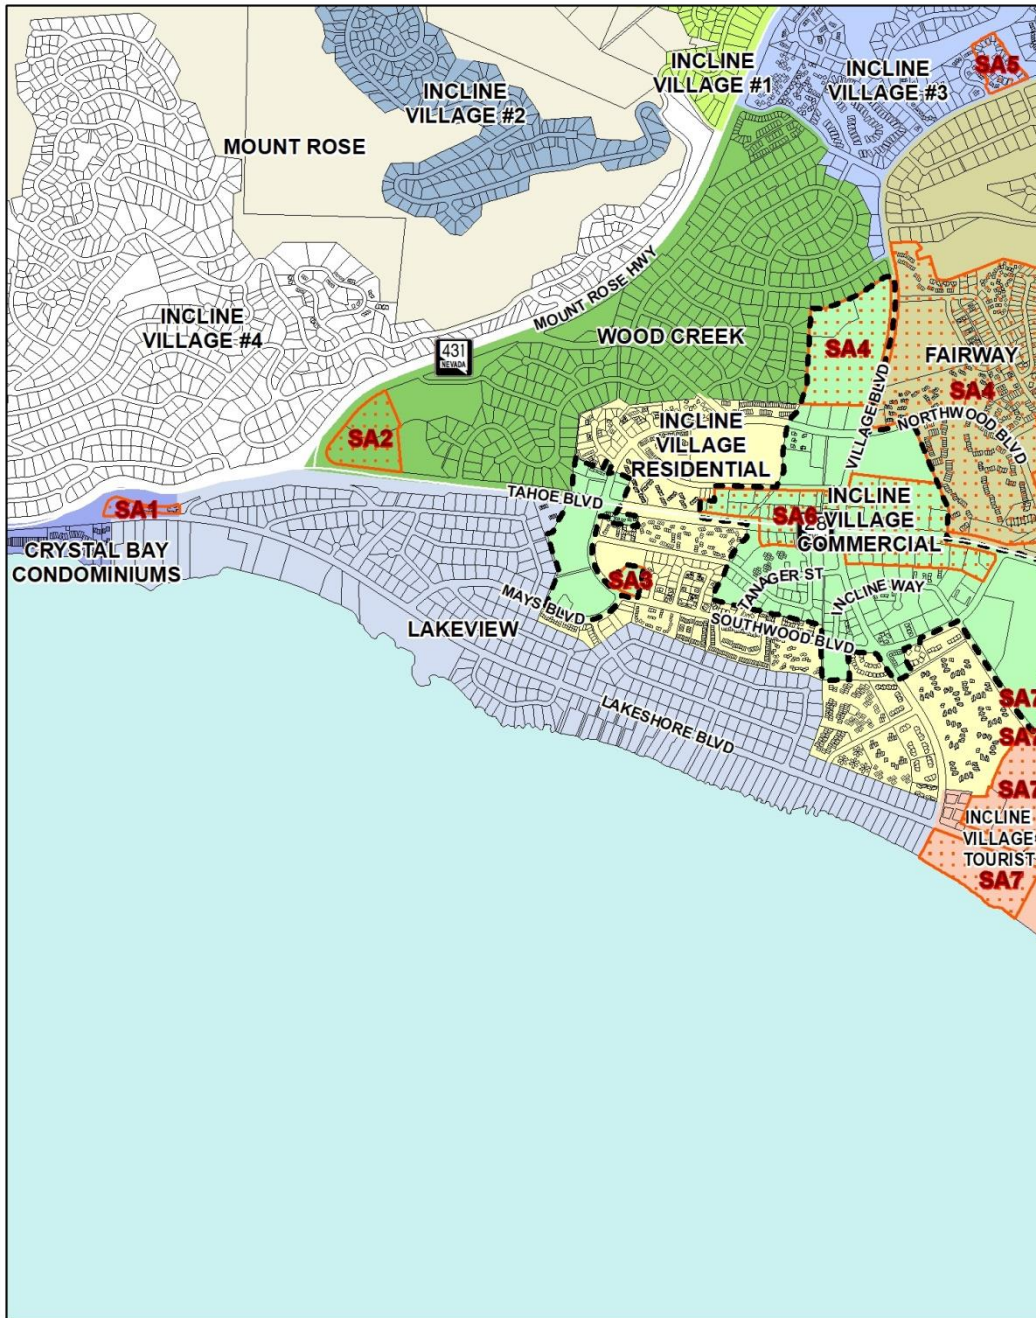 INCLINE
VILLAGE #1
INCLINE
VILLAGE #3
SA5
INCLINE
VILLAGE #2
MOUNT ROSE
MOUNT ROSE HWY
INCLINE
VILLAGE #4
431
NEVADA
WOOD CREEK
SA4
FAIRWAY
SA4
VILLAGE BLVD
NORTHWOOD BLVD
SA2
INCLINE
VILLAGE
RESIDENTIAL
TAHOE BLVD
SA1
SA6
INCLINE
VILLAGE
COMMERCIAL
CRYSTAL BAY
CONDOMINIUMS
SA3
TANAGER ST
INCLINE WAY
MAYS BLVD
SOUTHWOOD BLVD
LAKEVIEW
LAKESHORE BLVD
SA7
SA7
SA7
INCLINE
VILLAGE
TOURIST
SA7